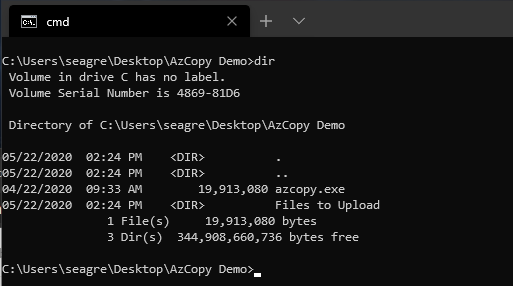 cmd
C:\Users\seagre\Desktop\AzCopy Demo>dir
Volume in drive C has no label.
Volume Serial Number is 4869-81D6
Directory of C:\Users\seagre\Desktop\AzCopy Demo
05/22/2020  02:24 PM    <DIR>          .
05/22/2020  02:24 PM    <DIR>          ..
04/22/2020  09:33 AM        19,913,080 azcopy.exe
05/22/2020  02:24 PM    <DIR>          Files to Upload
1 File(s)     19,913,080 bytes
3 Dir(s)  344,908,660,736 bytes free
C:\Users\seagre\Desktop\AzCopy Demo>